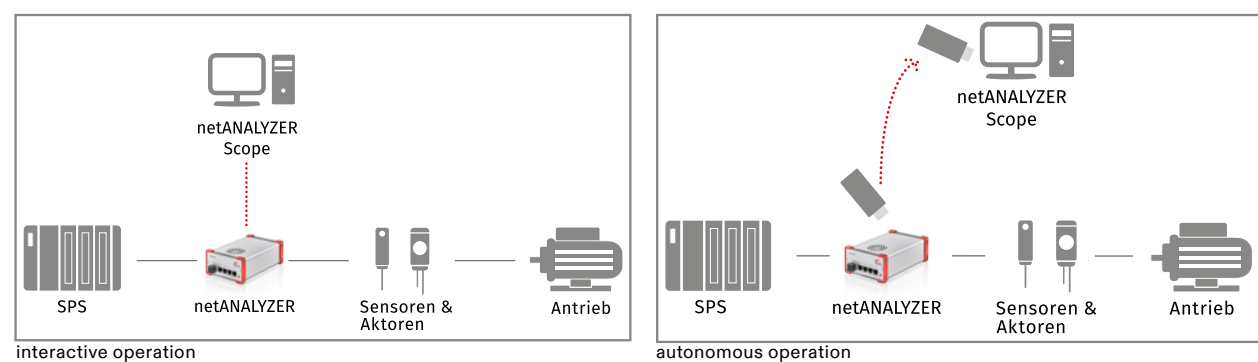 netANALYZER
Scope
SPS
netANALYZER
Sensoren &
Aktoren
Antrieb
interactive operation
netANALYZER
Scope
SPS
netANALYZER
Sensoren &
Aktoren
Antrieb
autonomous operation